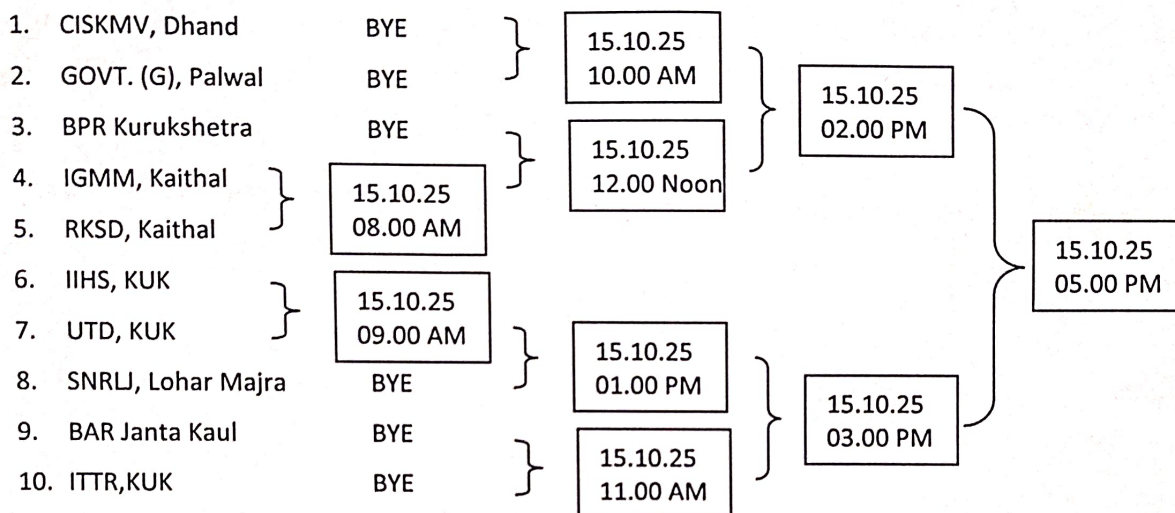 1. CISKMV, Dhand BYE
15.10.25
10.00 AM
2. GOVT. (G), Palwal BYE
15.10.25
02.00 PM
3. BPR Kurukshetra BYE
15.10.25
12.00 Noon
4. IGMM, Kaithal
15.10.25
08.00 AM
5. RKSD, Kaithal
15.10.25
05.00 PM
6. IIHS, KUK
15.10.25
09.00 AM
7. UTD, KUK
15.10.25
01.00 PM
8. SNRLJ, Lohar Majra BYE
15.10.25
03.00 PM
9. BAR Janta Kaul BYE
15.10.25
11.00 AM
10. ITTR,KUK BYE